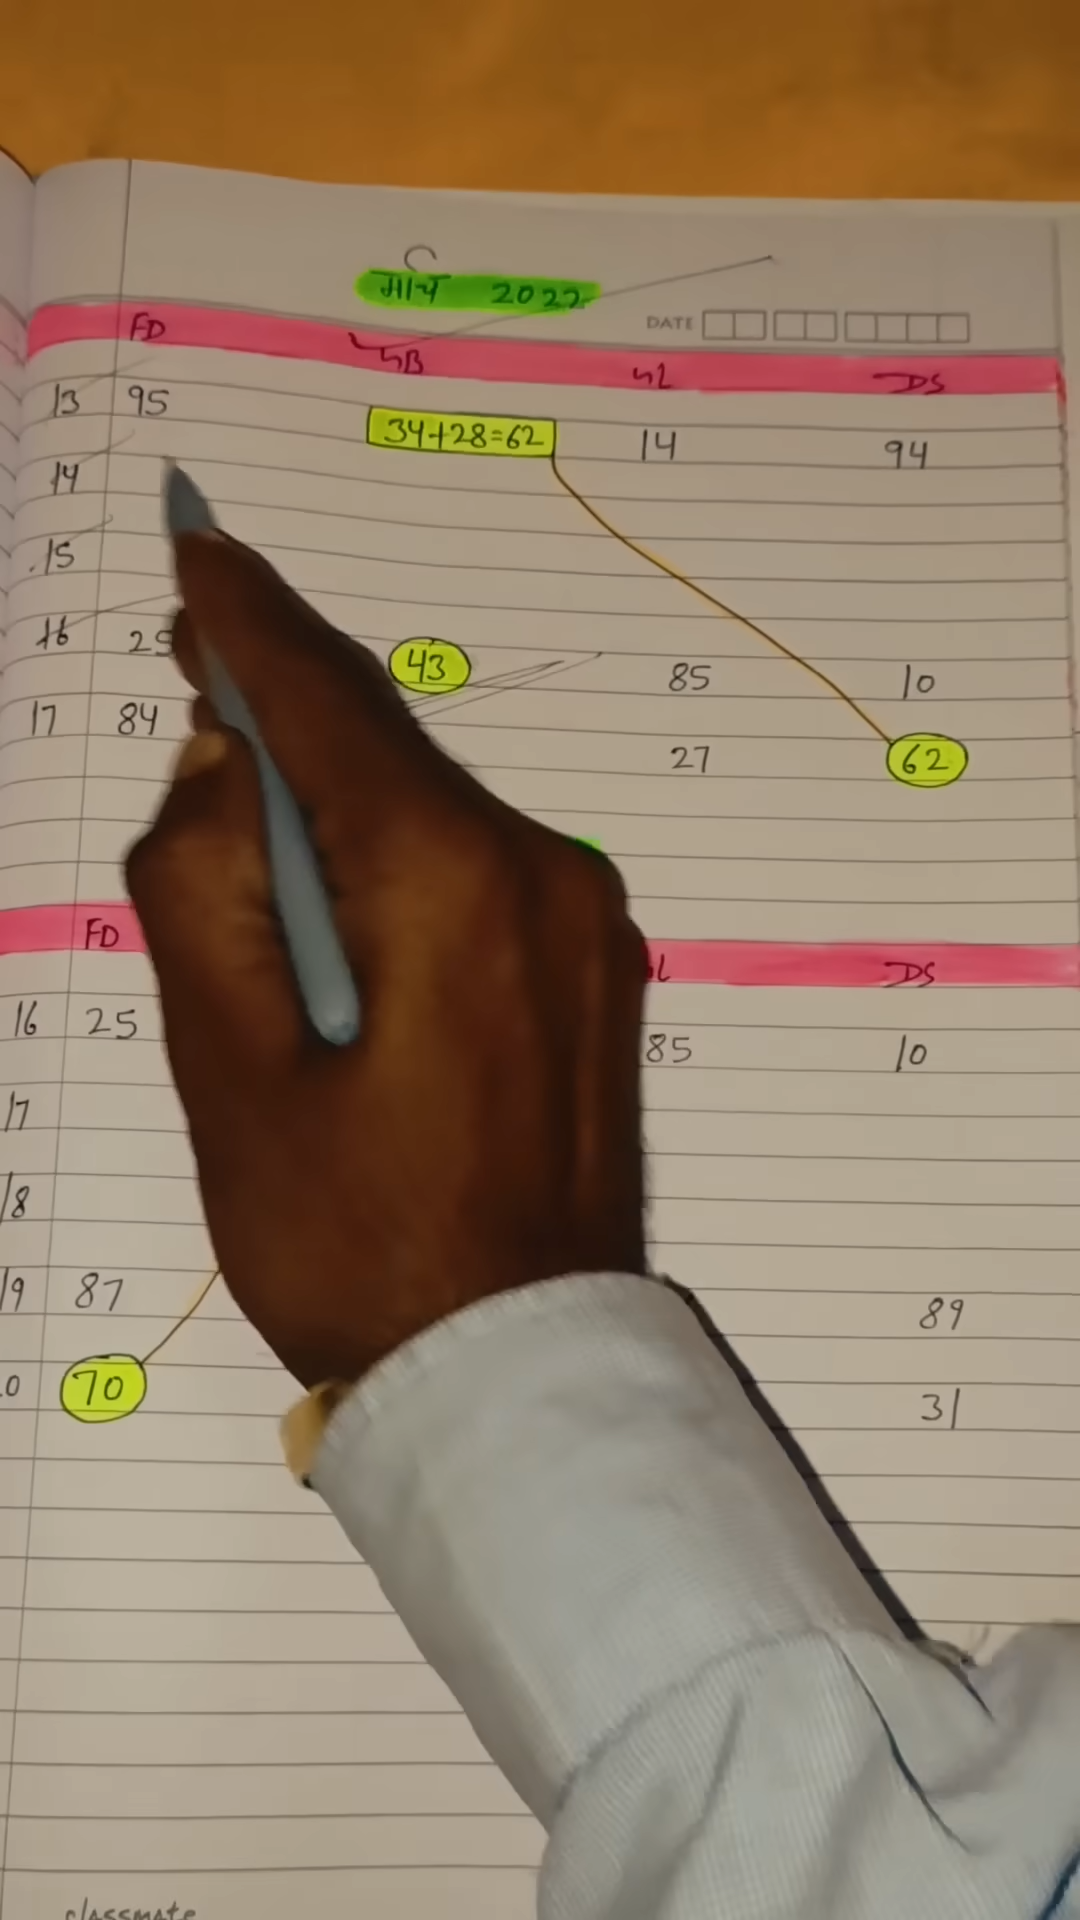 मार्च 2022
DATE
FD GB GL DS
13 95 34+28=62 14 94
14
15
16 25 43 85 10
17 84 27 62
FD DS
16 25 85 10
17
18
19 87 89
70 31
classmate